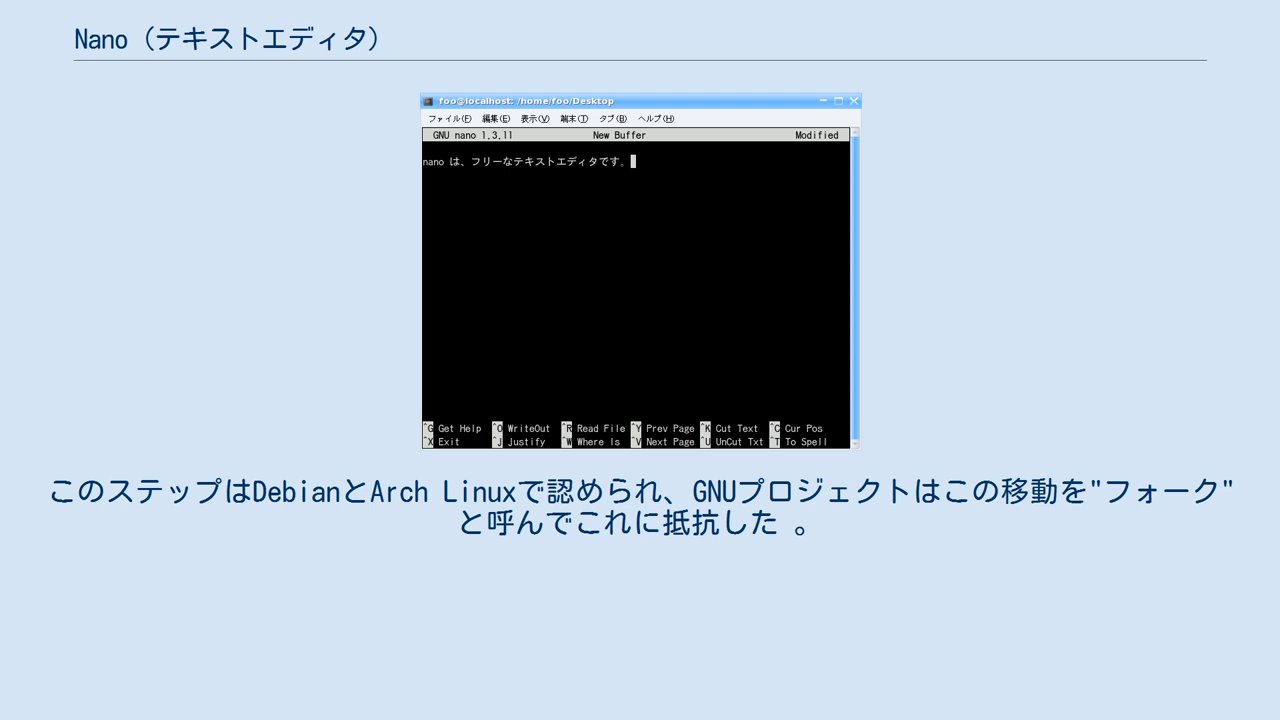 Nano（テキストエディタ）
foo@localhost: /home/foo/Desktop
ファイル(F) 編集(E) 表示(V) 端末(T) タブ(B) ヘルプ(H)
GNU nano 1.3.11 New Buffer Modified
nano は、フリーなテキストエディタです。
^G Get Help ^O WriteOut ^R Read File ^Y Prev Page ^K Cut Text ^C Cur Pos
^X Exit ^J Justify ^W Where Is ^V Next Page ^U UnCut Txt ^T To Spell
このステップはDebianとArch Linuxで認められ、GNUプロジェクトはこの移動を"フォーク"
と呼んでこれに抵抗した 。